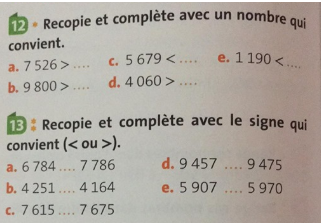 12 • Recopie et complète avec un nombre qui
convient.
a. 7 526 > .... c. 5 679 < .... e. 1 190 < ....
b. 9 800 > .... d. 4 060 > ....
13 : Recopie et complète avec le signe qui
convient (< ou >).
a. 6 784 .... 7 786 d. 9 457 .... 9 475
b. 4 251 .... 4 164 e. 5 907 .... 5 970
c. 7 615 .... 7 675